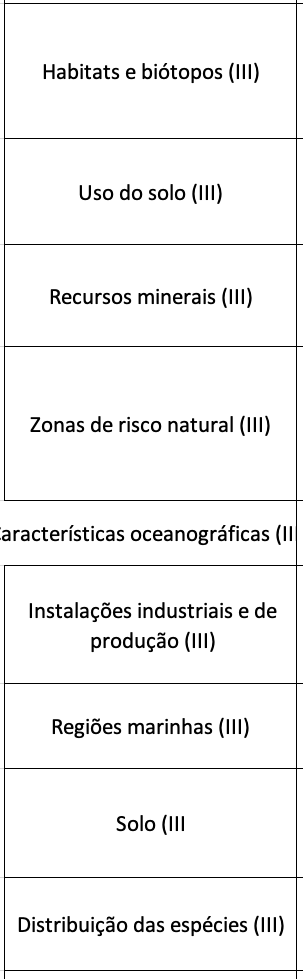 Habitats e biótopos (III)
Uso do solo (III)
Recursos minerais (III)
Zonas de risco natural (III)
aracterísticas oceanográficas (III
Instalações industriais e de
produção (III)
Regiões marinhas (III)
Solo (III
Distribuição das espécies (III)